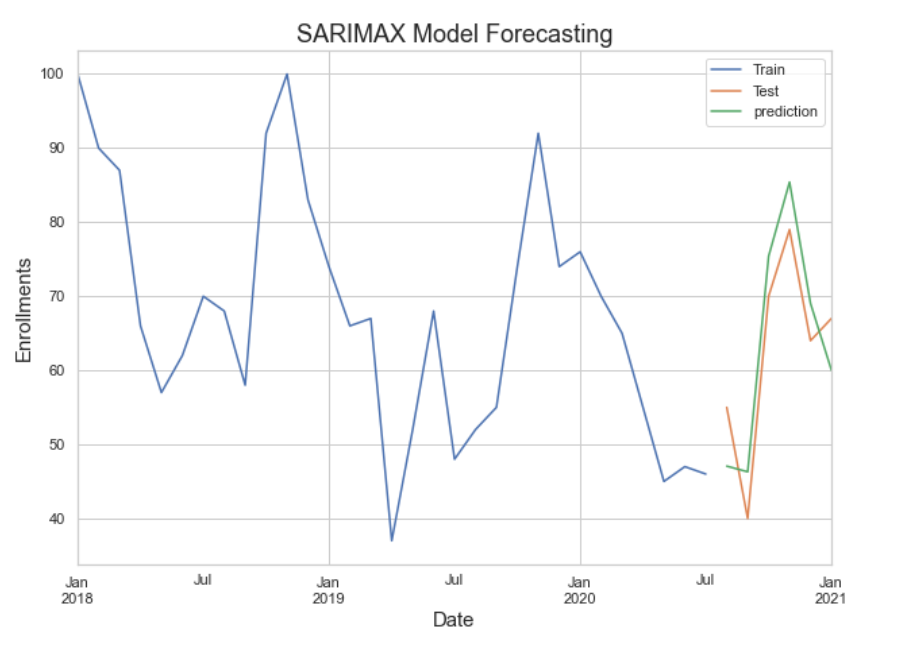 SARIMAX Model Forecasting
Train
Test
prediction
100
90
80
70
60
50
40
Enrollments
Jan
2018
Jul
Jan
2019
Jul
Jan
2020
Jul
Jan
2021
Date